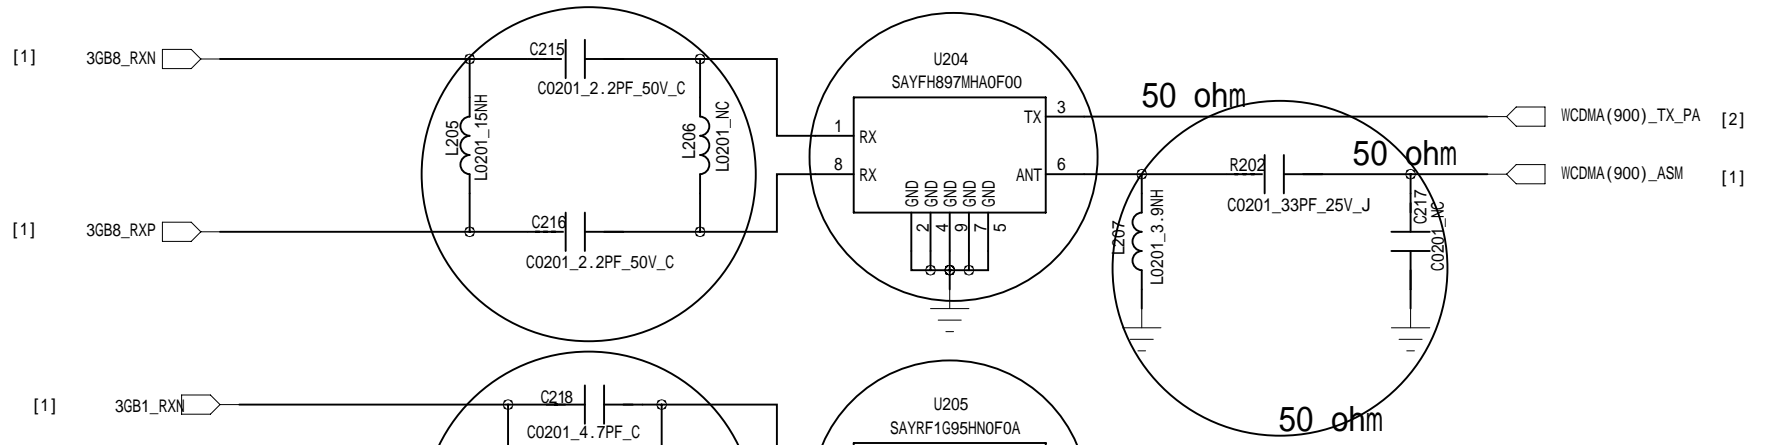 [1] 3GB8_RXN
C215
C0201_2.2PF_50V_C
L205
L0201_15NH
L206
L0201_NC
[1] 3GB8_RXP
C216
C0201_2.2PF_50V_C
U204
SAYFH897MHA0F00
1 RX
8 RX
TX 3
ANT 6
GND GND GND GND GND
2 4 9 7 5
50 ohm
WCDMA(900)_TX_PA [2]
50 ohm
R202
C0201_33PF_25V_J
WCDMA(900)_ASM [1]
L207
L0201_3.9NH
C217
C0201_NC
50 ohm
[1] 3GB1_RXN
C218
C0201_4.7PF_C
U205
SAYRF1G95HN0F0A